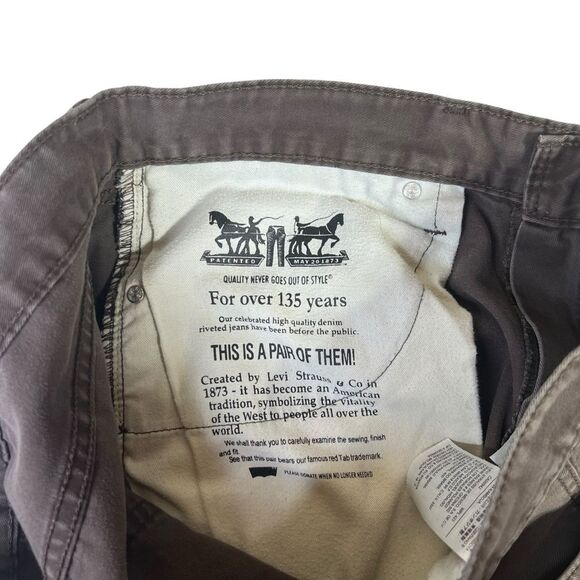 PATENTED MAY 20 1873
QUALITY NEVER GOES OUT OF STYLE®
For over 135 years
Our celebrated high quality denim
riveted jeans have been before the public.
THIS IS A PAIR OF THEM!
Created by Levi Strauss & Co in
1873 - it has become an American
tradition, symbolizing the vitality
of the West to people all over the
world.
We shall thank you to carefully examine the sewing, finish
and fit.
See that this pair bears our famous red Tab trademark.
PLEASE DONATE WHEN NO LONGER NEEDED